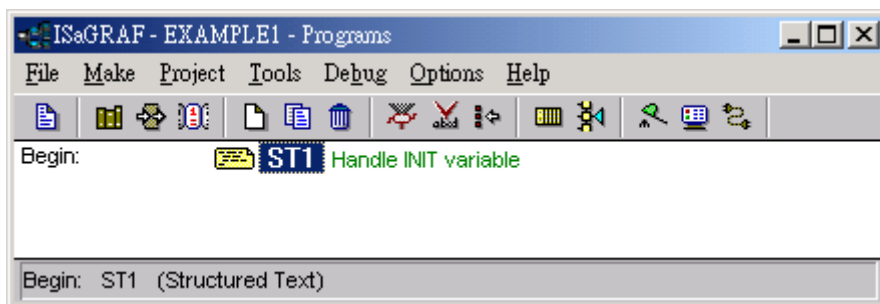 ISaGRAF - EXAMPLE1 - Programs
File Make Project Tools Debug Options Help
Begin: ST1 Handle INIT variable
Begin: ST1 (Structured Text)